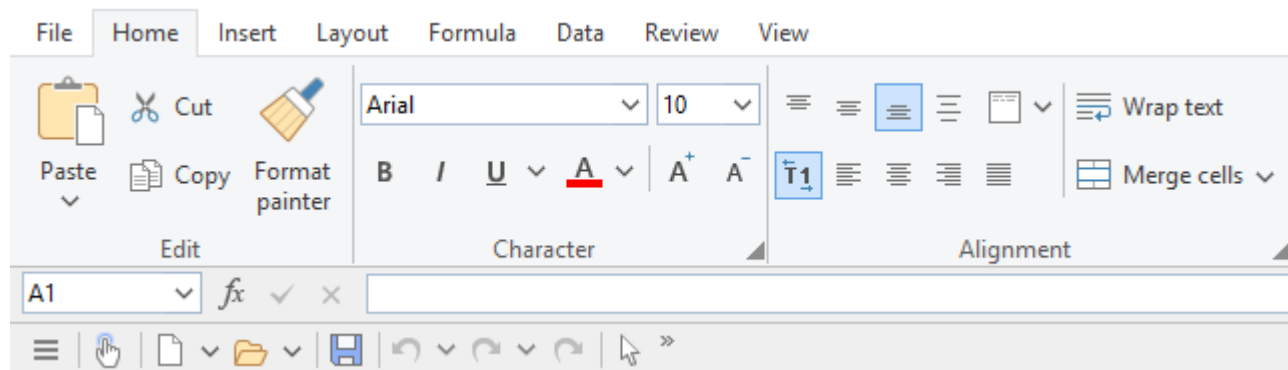 File Home Insert Layout Formula Data Review View
Cut Arial 10 Wrap text
Paste Copy Format painter B I U A A+ A- T1 Merge cells
Edit Character Alignment
A1 fx